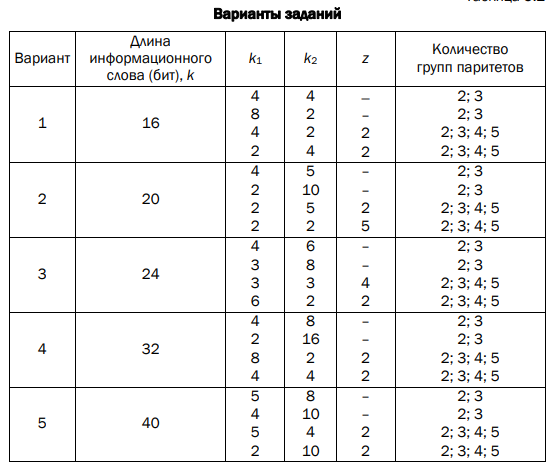 Варианты заданий
Вариант Длина информационного слова (бит), k k1 k2 z Количество групп паритетов
1 16
4 4 – 2; 3
8 2 – 2; 3
4 2 2 2; 3; 4; 5
2 4 2 2; 3; 4; 5
2 20
4 5 – 2; 3
2 10 – 2; 3
2 5 2 2; 3; 4; 5
2 2 5 2; 3; 4; 5
3 24
4 6 – 2; 3
3 8 – 2; 3
3 3 4 2; 3; 4; 5
6 2 2 2; 3; 4; 5
4 32
4 8 – 2; 3
2 16 – 2; 3
8 2 2 2; 3; 4; 5
4 4 2 2; 3; 4; 5
5 40
5 8 – 2; 3
4 10 – 2; 3
5 4 2 2; 3; 4; 5
2 10 2 2; 3; 4; 5